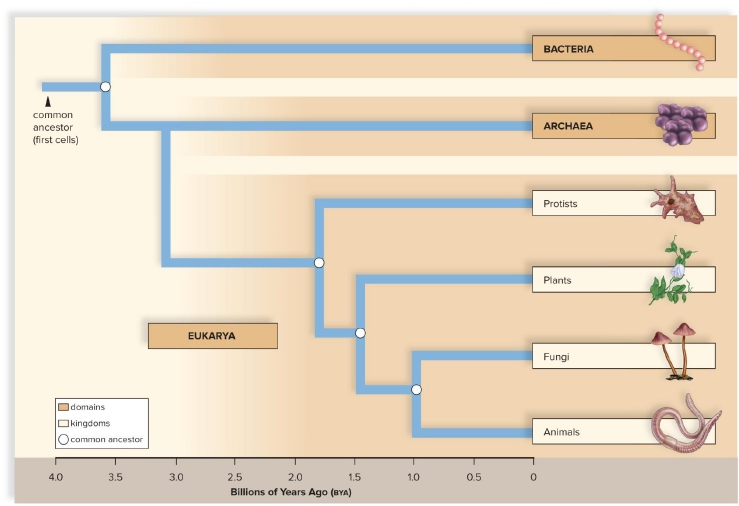 BACTERIA
common
ancestor
(first cells)
ARCHAEA
Protists
Plants
EUKARYA
Fungi
domains
kingdoms
common ancestor
Animals
4.0 3.5 3.0 2.5 2.0 1.5 1.0 0.5 0
Billions of Years Ago (BYA)